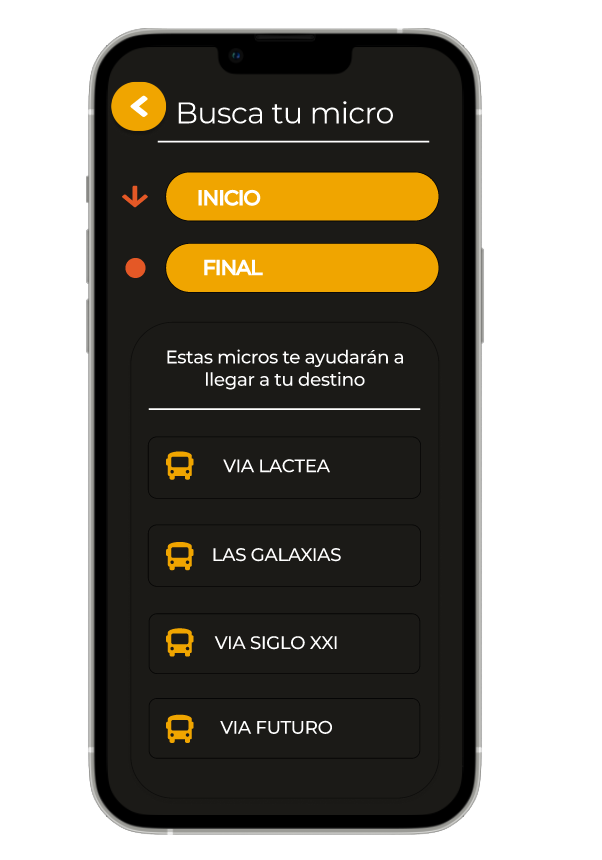 Busca tu micro
INICIO
FINAL
Estas micros te ayudarán a
llegar a tu destino
VIA LACTEA
LAS GALAXIAS
VIA SIGLO XXI
VIA FUTURO